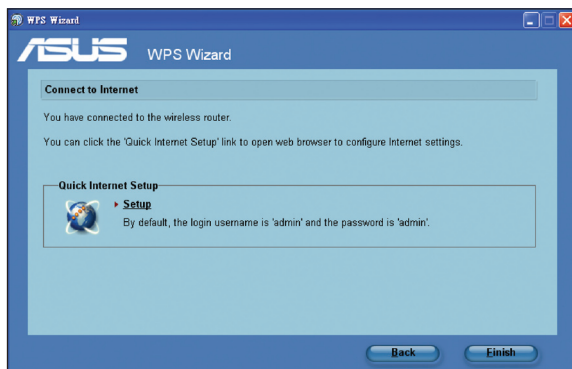 WPS Wizard
ASUS WPS Wizard
Connect to Internet
You have connected to the wireless router.
You can click the 'Quick Internet Setup' link to open web browser to configure Internet settings.
Quick Internet Setup
Setup
By default, the login username is 'admin' and the password is 'admin'.
Back Finish